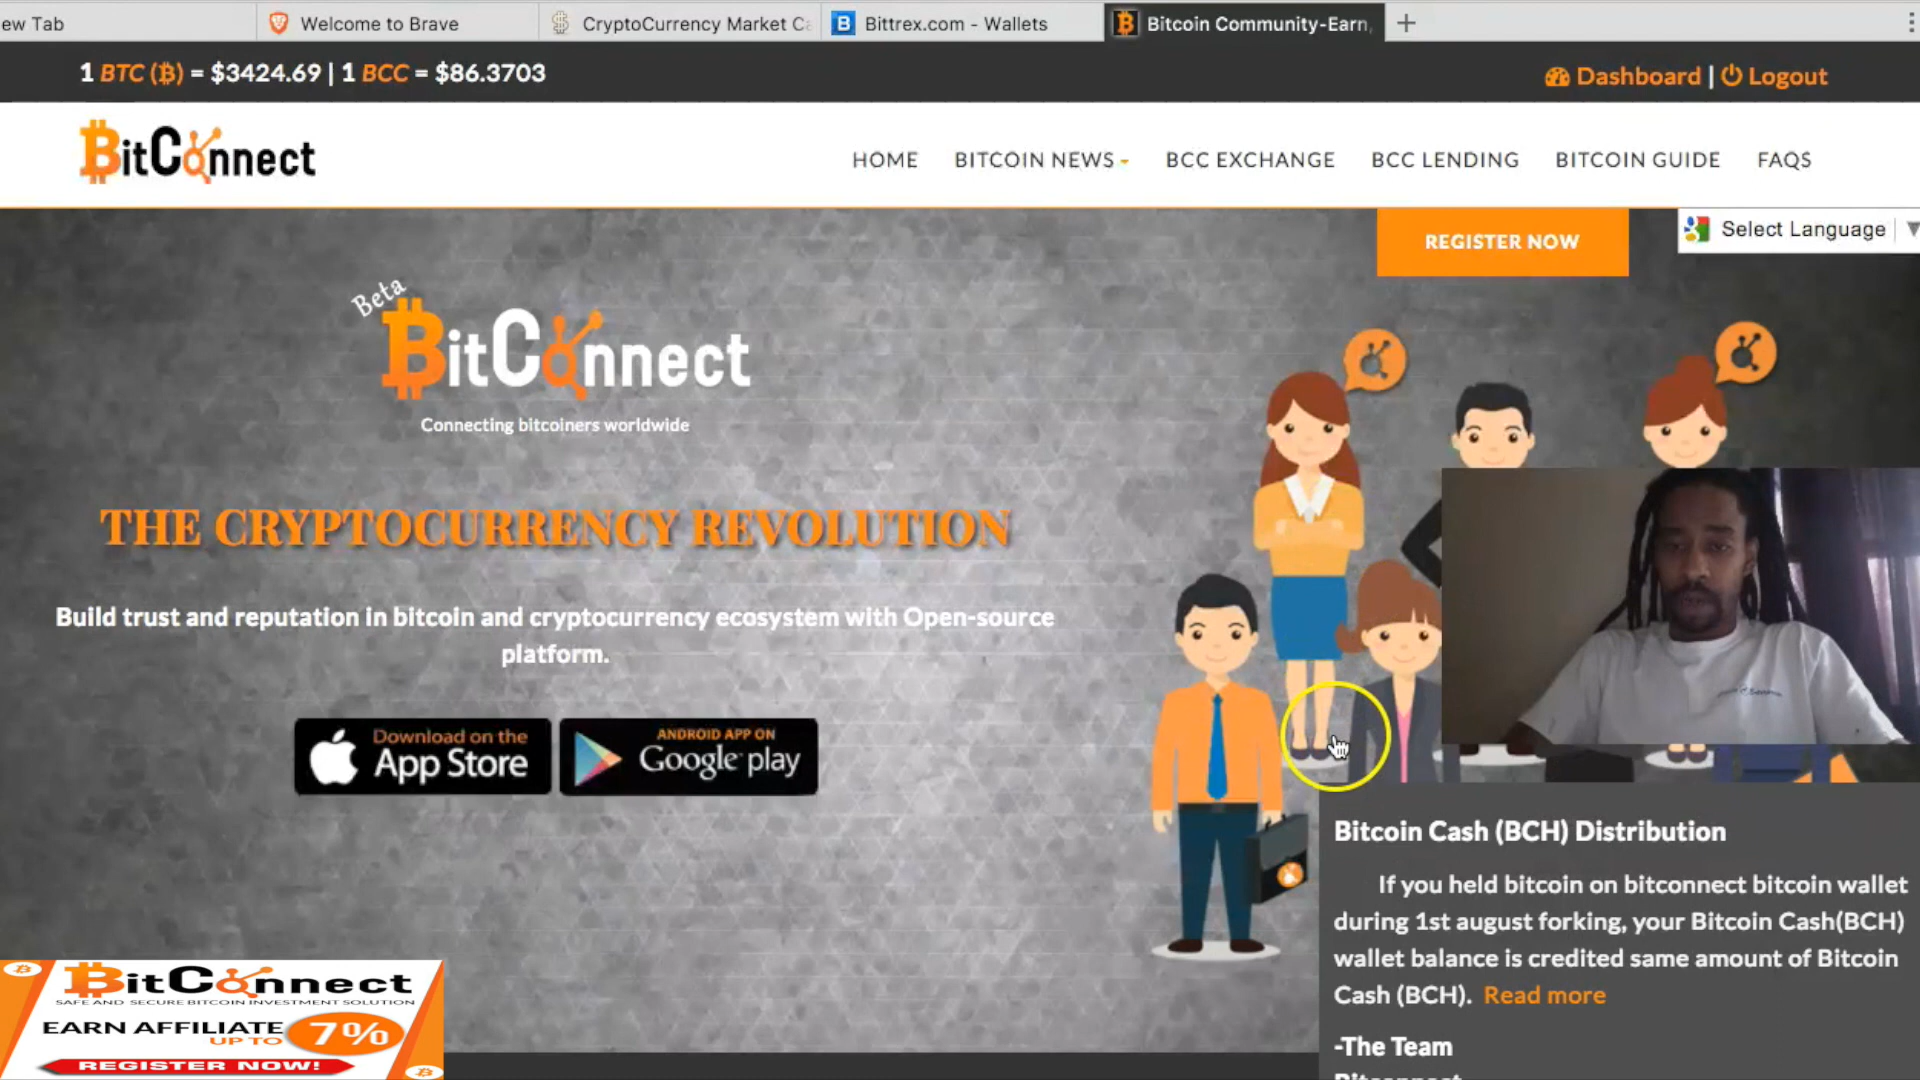 ew Tab
Welcome to Brave
CryptoCurrency Market Ca
Bittrex.com - Wallets
Bitcoin Community-Earn,
1 BTC (₿) = $3424.69 | 1 BCC = $86.3703
Dashboard | Logout
BitConnect
HOME
BITCOIN NEWS
BCC EXCHANGE
BCC LENDING
BITCOIN GUIDE
FAQS
REGISTER NOW
Select Language
Beta
BitConnect
Connecting bitcoiners worldwide
THE CRYPTOCURRENCY REVOLUTION
Build trust and reputation in bitcoin and cryptocurrency ecosystem with Open-source
platform.
Download on the
App Store
ANDROID APP ON
Google play
Bitcoin Cash (BCH) Distribution
If you held bitcoin on bitconnect bitcoin wallet
during 1st august forking, your Bitcoin Cash(BCH)
wallet balance is credited same amount of Bitcoin
Cash (BCH). Read more
-The Team
Bitconnect
BitConnect
SAFE AND SECURE BITCOIN INVESTMENT SOLUTION
EARN AFFILIATE
UP TO
7%
REGISTER NOW!